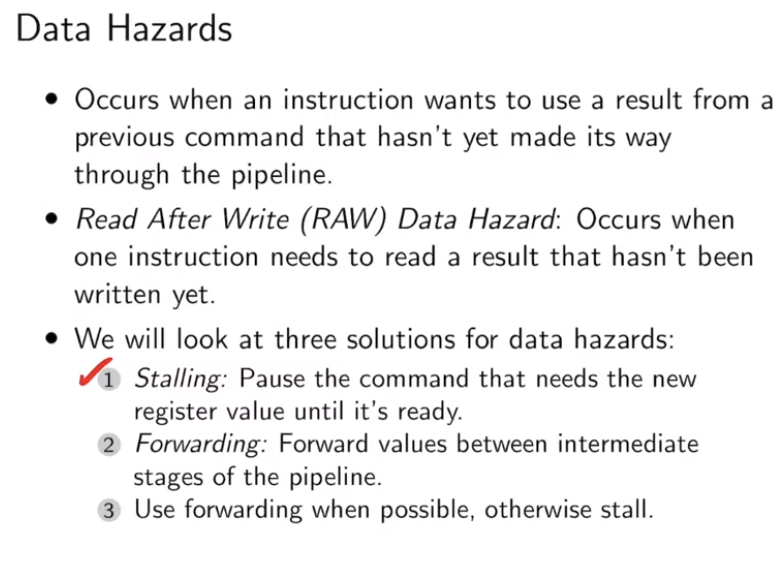 Data Hazards
• Occurs when an instruction wants to use a result from a
previous command that hasn't yet made its way
through the pipeline.
• Read After Write (RAW) Data Hazard: Occurs when
one instruction needs to read a result that hasn't been
written yet.
• We will look at three solutions for data hazards:
1 Stalling: Pause the command that needs the new
register value until it's ready.
2 Forwarding: Forward values between intermediate
stages of the pipeline.
3 Use forwarding when possible, otherwise stall.